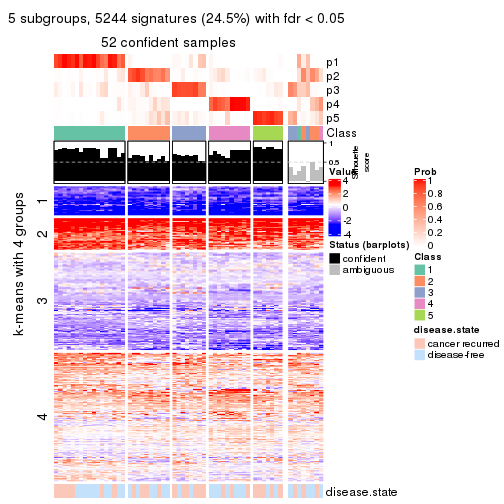 5 subgroups, 5244 signatures (24.5%) with fdr < 0.05
52 confident samples
p1
p2
p3
p4
p5
Class
1
0.5
0
Silhouette
score
k-means with 4 groups
1
2
3
4
disease.state
Value
4
2
0
-2
-4
Status (barplots)
confident
ambiguous
Prob
1
0.8
0.6
0.4
0.2
0
Class
1
2
3
4
5
disease.state
cancer recurred
disease-free